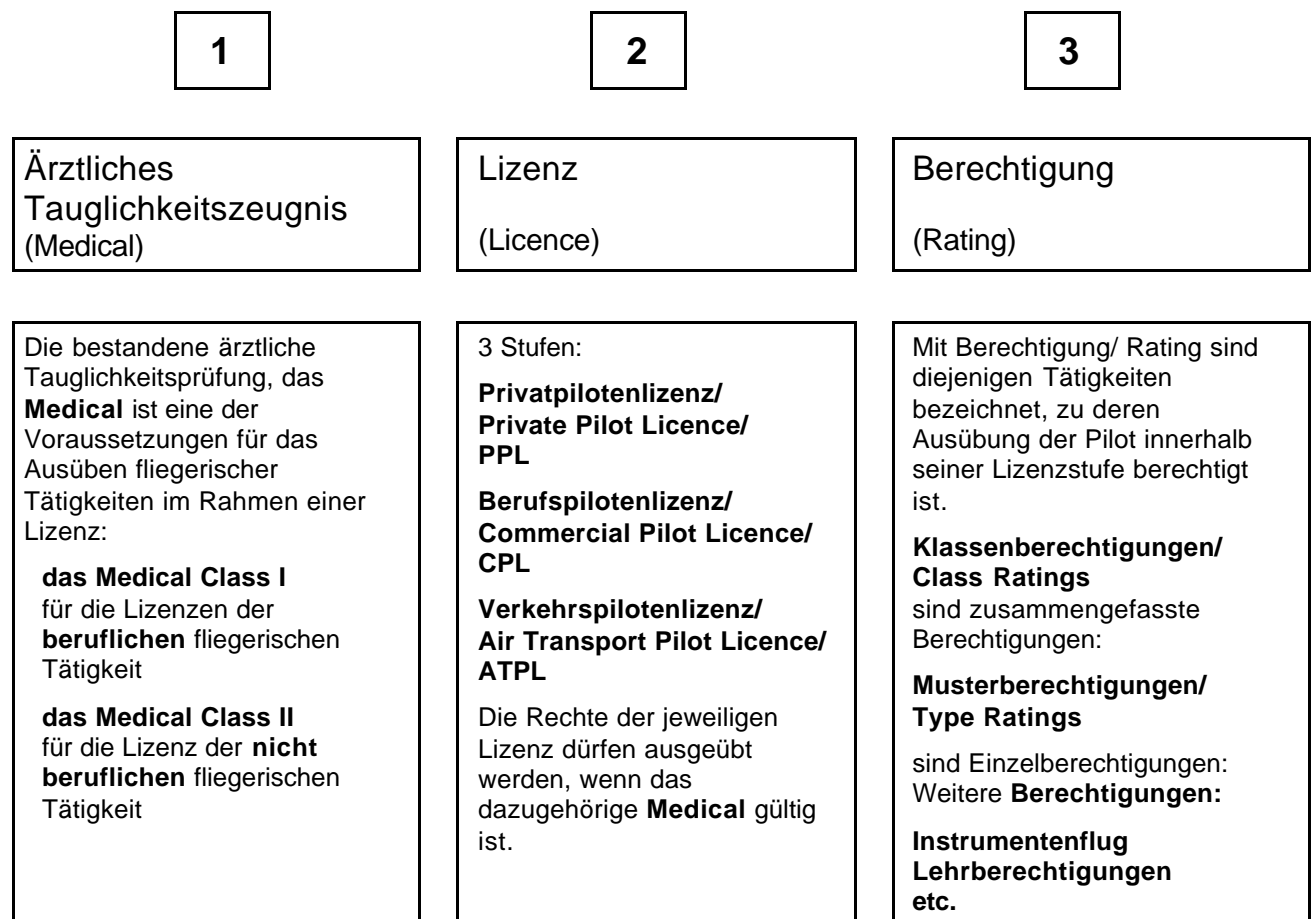 1
2
3
Ärztliches
Tauglichkeitszeugnis
(Medical)
Lizenz
(Licence)
Berechtigung
(Rating)
Die bestandene ärztliche
Tauglichkeitsprüfung, das
Medical ist eine der
Voraussetzungen für das
Ausüben fliegerischer
Tätigkeiten im Rahmen einer
Lizenz:
das Medical Class I
für die Lizenzen der
beruflichen fliegerischen
Tätigkeit
das Medical Class II
für die Lizenz der nicht
beruflichen fliegerischen
Tätigkeit
3 Stufen:
Privatpilotenlizenz/
Private Pilot Licence/
PPL
Berufspilotenlizenz/
Commercial Pilot Licence/
CPL
Verkehrspilotenlizenz/
Air Transport Pilot Licence/
ATPL
Die Rechte der jeweiligen
Lizenz dürfen ausgeübt
werden, wenn das
dazugehörige Medical gültig
ist.
Mit Berechtigung/ Rating sind
diejenigen Tätigkeiten
bezeichnet, zu deren
Ausübung der Pilot innerhalb
seiner Lizenzstufe berechtigt
ist.
Klassenberechtigungen/
Class Ratings
sind zusammengefasste
Berechtigungen:
Musterberechtigungen/
Type Ratings
sind Einzelberechtigungen:
Weitere Berechtigungen:
Instrumentenflug
Lehrberechtigungen
etc.